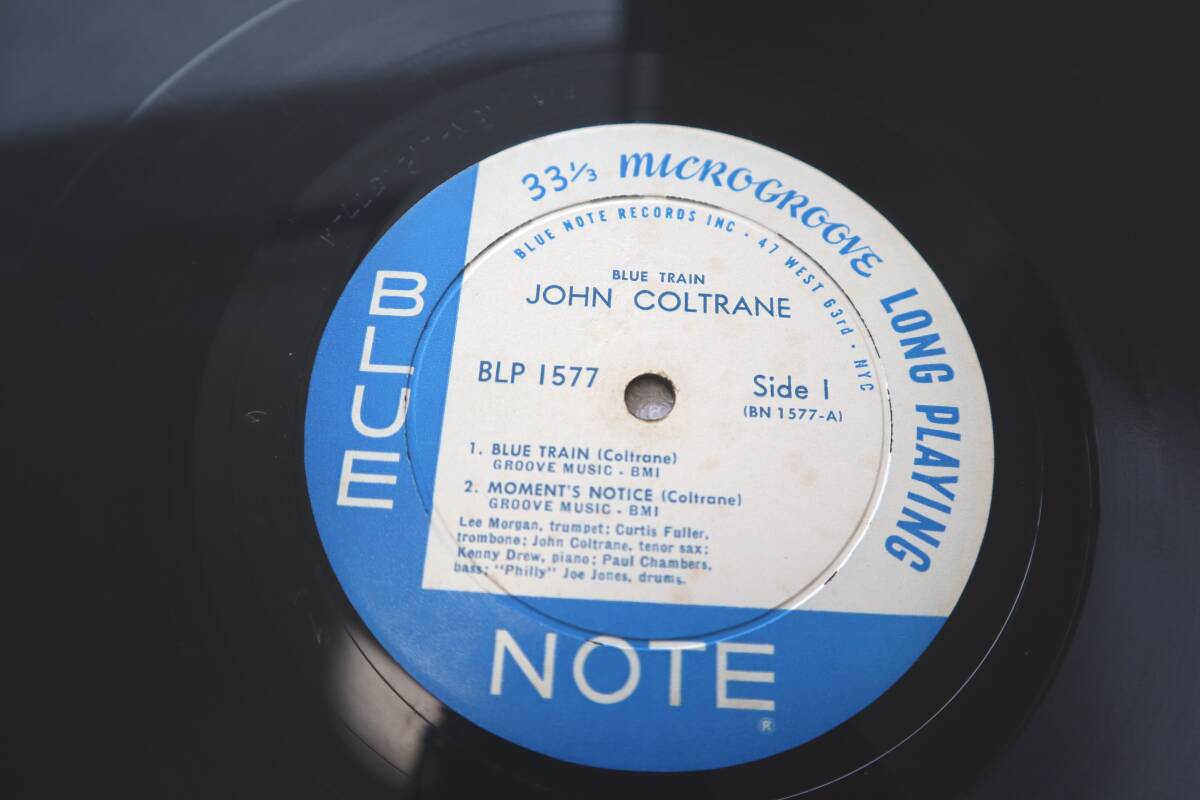 33⅓ MICROGROOVE LONG PLAYING
BLUE NOTE RECORDS INC · 47 WEST 63rd · NYC
BLUE TRAIN
JOHN COLTRANE
BLP 1577
Side 1
(BN 1577-A)
1. BLUE TRAIN (Coltrane)
GROOVE MUSIC - BMI
2. MOMENT'S NOTICE (Coltrane)
GROOVE MUSIC - BMI
Lee Morgan, trumpet; Curtis Fuller,
trombone; John Coltrane, tenor sax;
Kenny Drew, piano; Paul Chambers,
bass; "Philly" Joe Jones, drums.
BLUE
NOTE
®